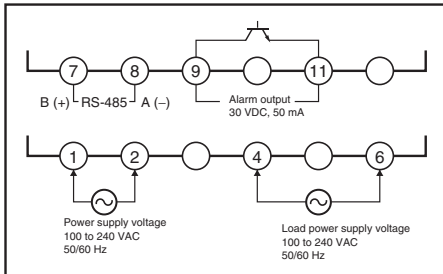 7 8 9 11
B (+) RS-485 A (–)
Alarm output
30 VDC, 50 mA
1 2 4 6
Power supply voltage
100 to 240 VAC
50/60 Hz
Load power supply voltage
100 to 240 VAC
50/60 Hz